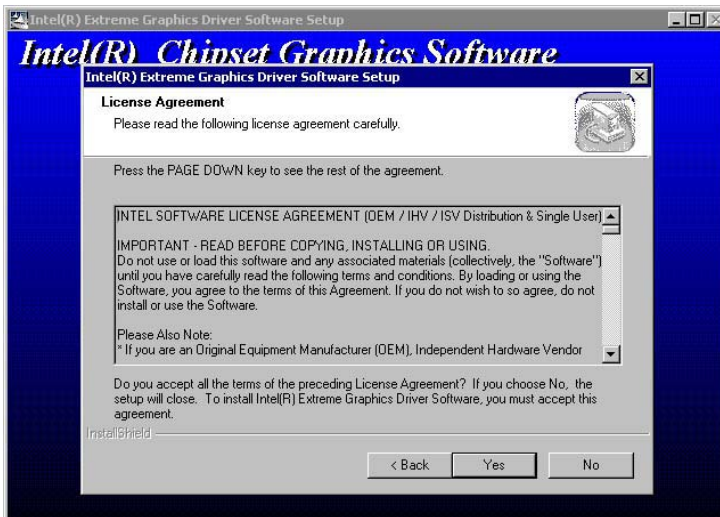 Intel(R) Extreme Graphics Driver Software Setup
Intel(R) Chipset Graphics Software
Intel(R) Extreme Graphics Driver Software Setup
License Agreement
Please read the following license agreement carefully.
Press the PAGE DOWN key to see the rest of the agreement.
INTEL SOFTWARE LICENSE AGREEMENT (OEM / IHV / ISV Distribution & Single User)
IMPORTANT - READ BEFORE COPYING, INSTALLING OR USING.
Do not use or load this software and any associated materials (collectively, the "Software")
until you have carefully read the following terms and conditions. By loading or using the
Software, you agree to the terms of this Agreement. If you do not wish to so agree, do not
install or use the Software.
Please Also Note:
* If you are an Original Equipment Manufacturer (OEM), Independent Hardware Vendor
Do you accept all the terms of the preceding License Agreement? If you choose No, the
setup will close. To install Intel(R) Extreme Graphics Driver Software, you must accept this
agreement.
InstallShield
< Back Yes No